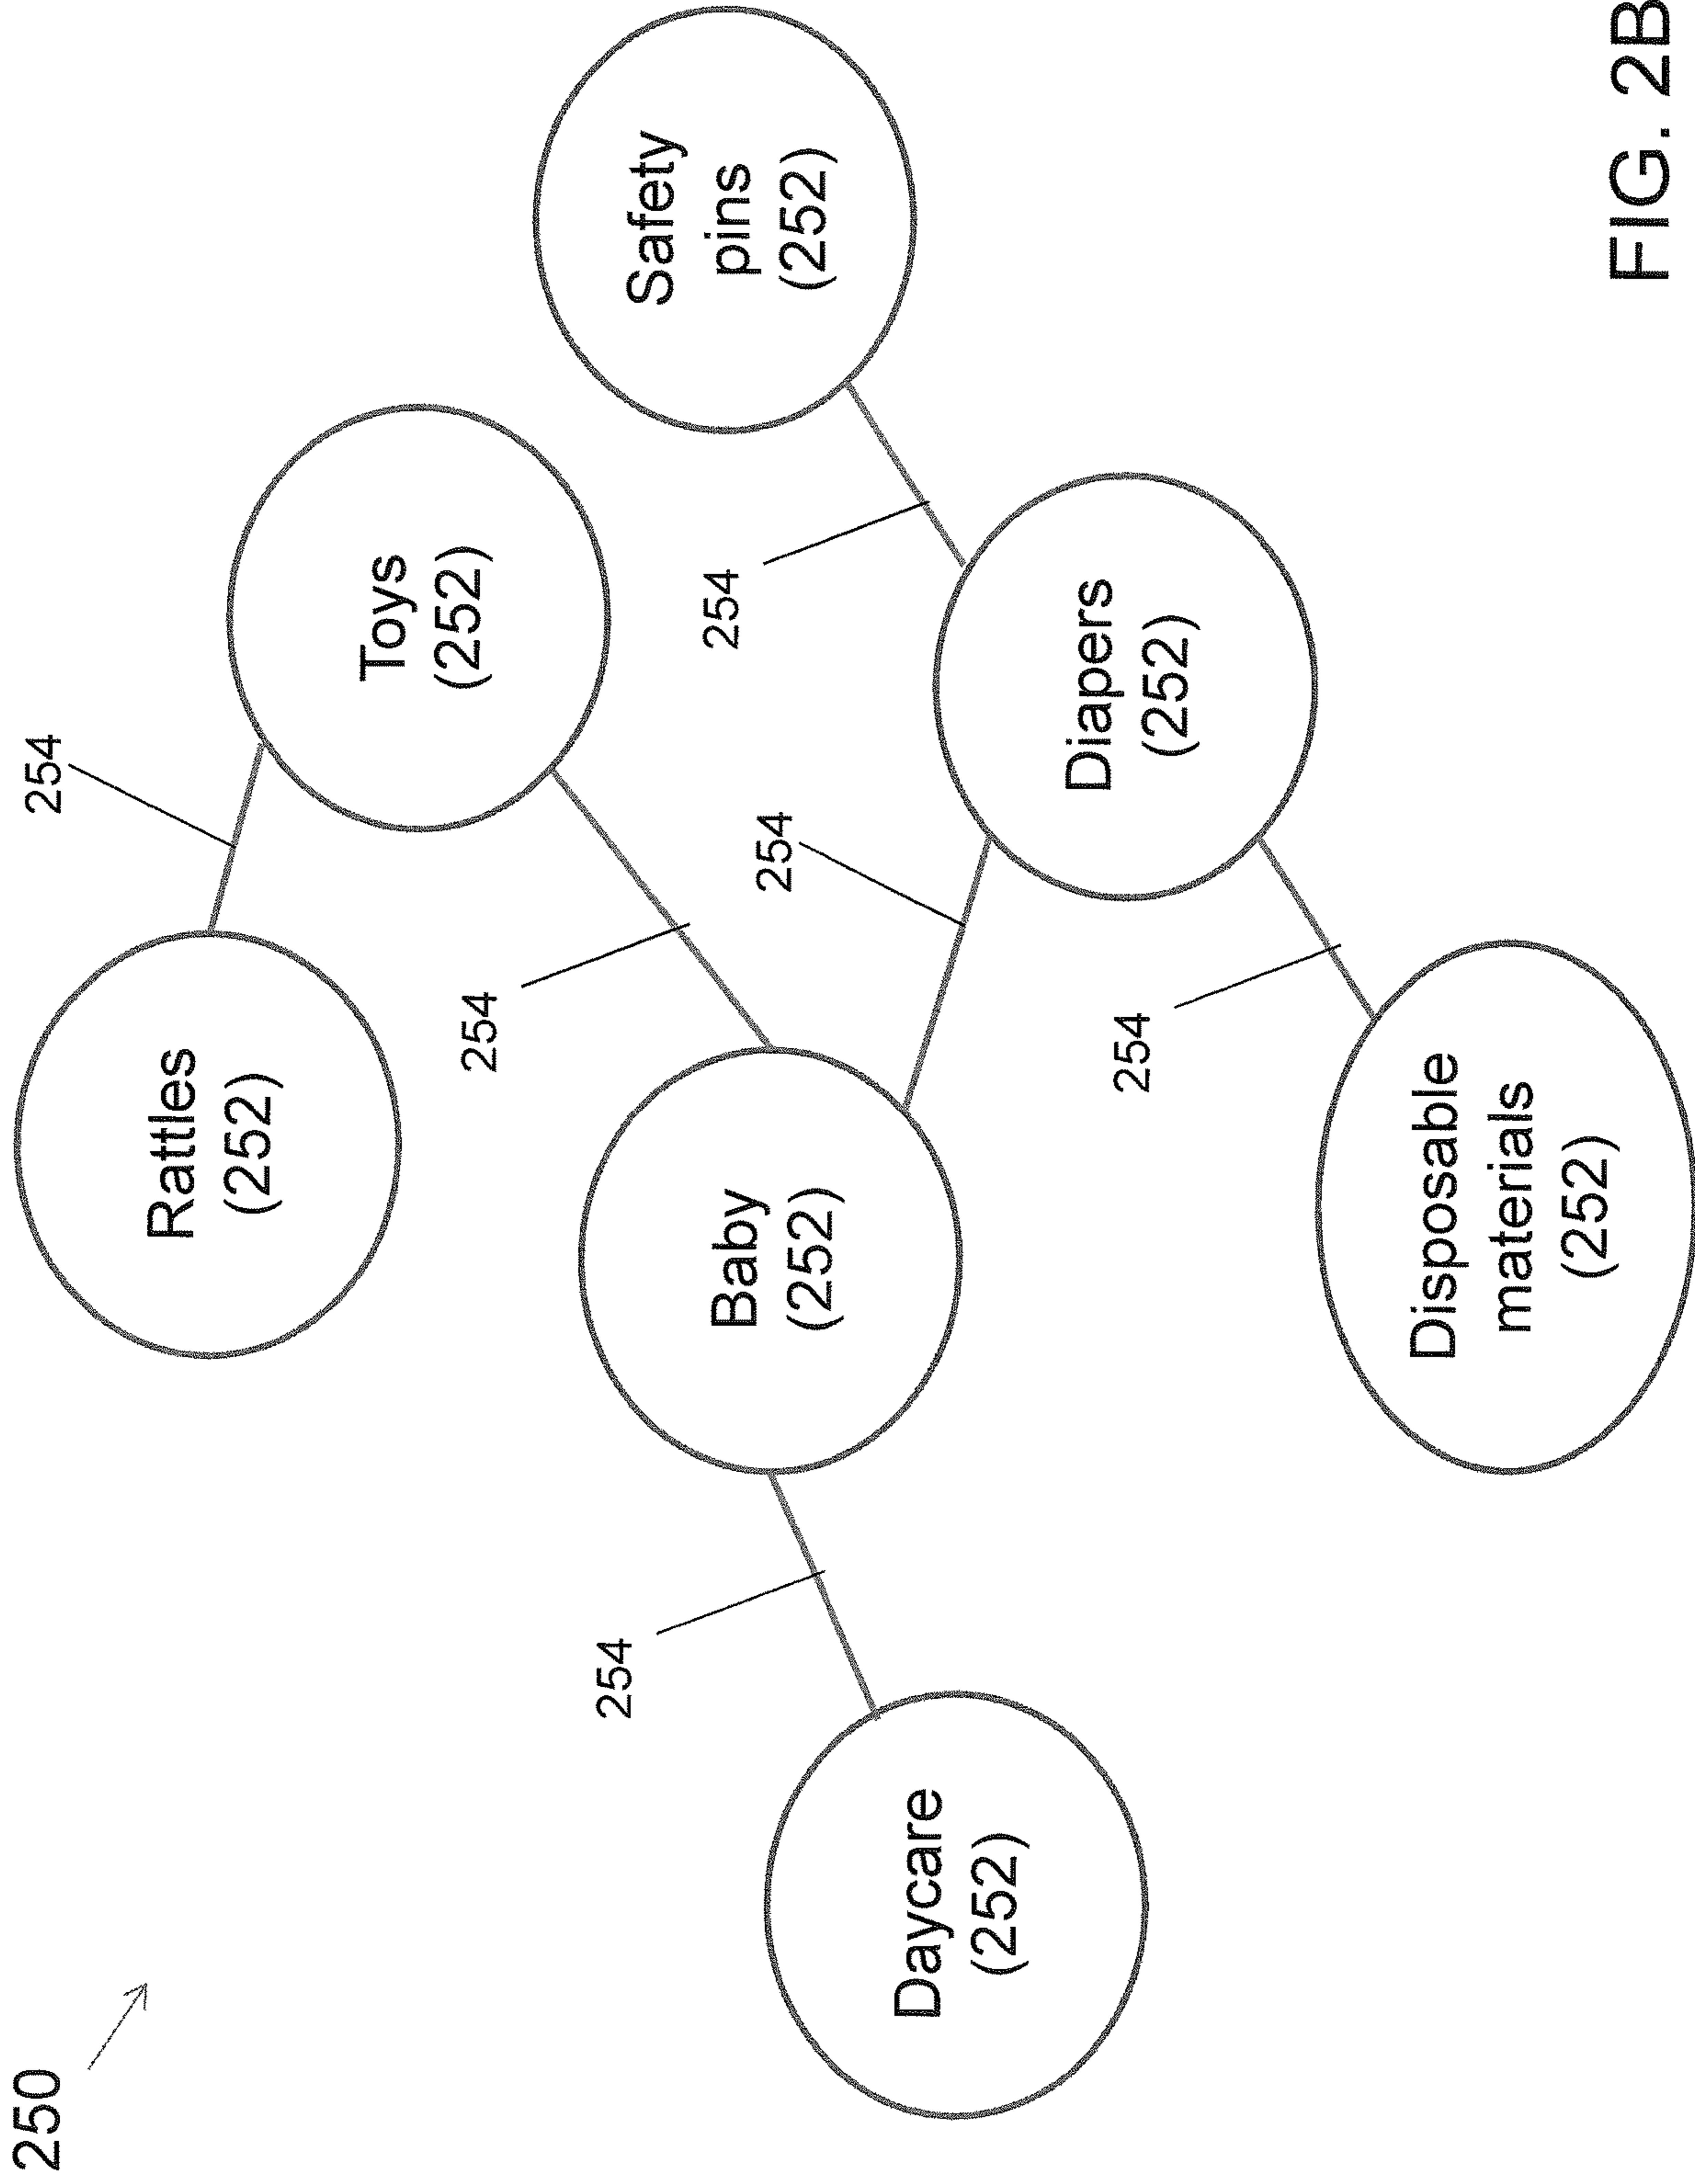 250
Rattles
(252)
254
Toys
(252)
254
Daycare
(252)
254
Baby
(252)
254
254
Safety
pins
(252)
Diapers
(252)
254
Disposable
materials
(252)
FIG. 2B